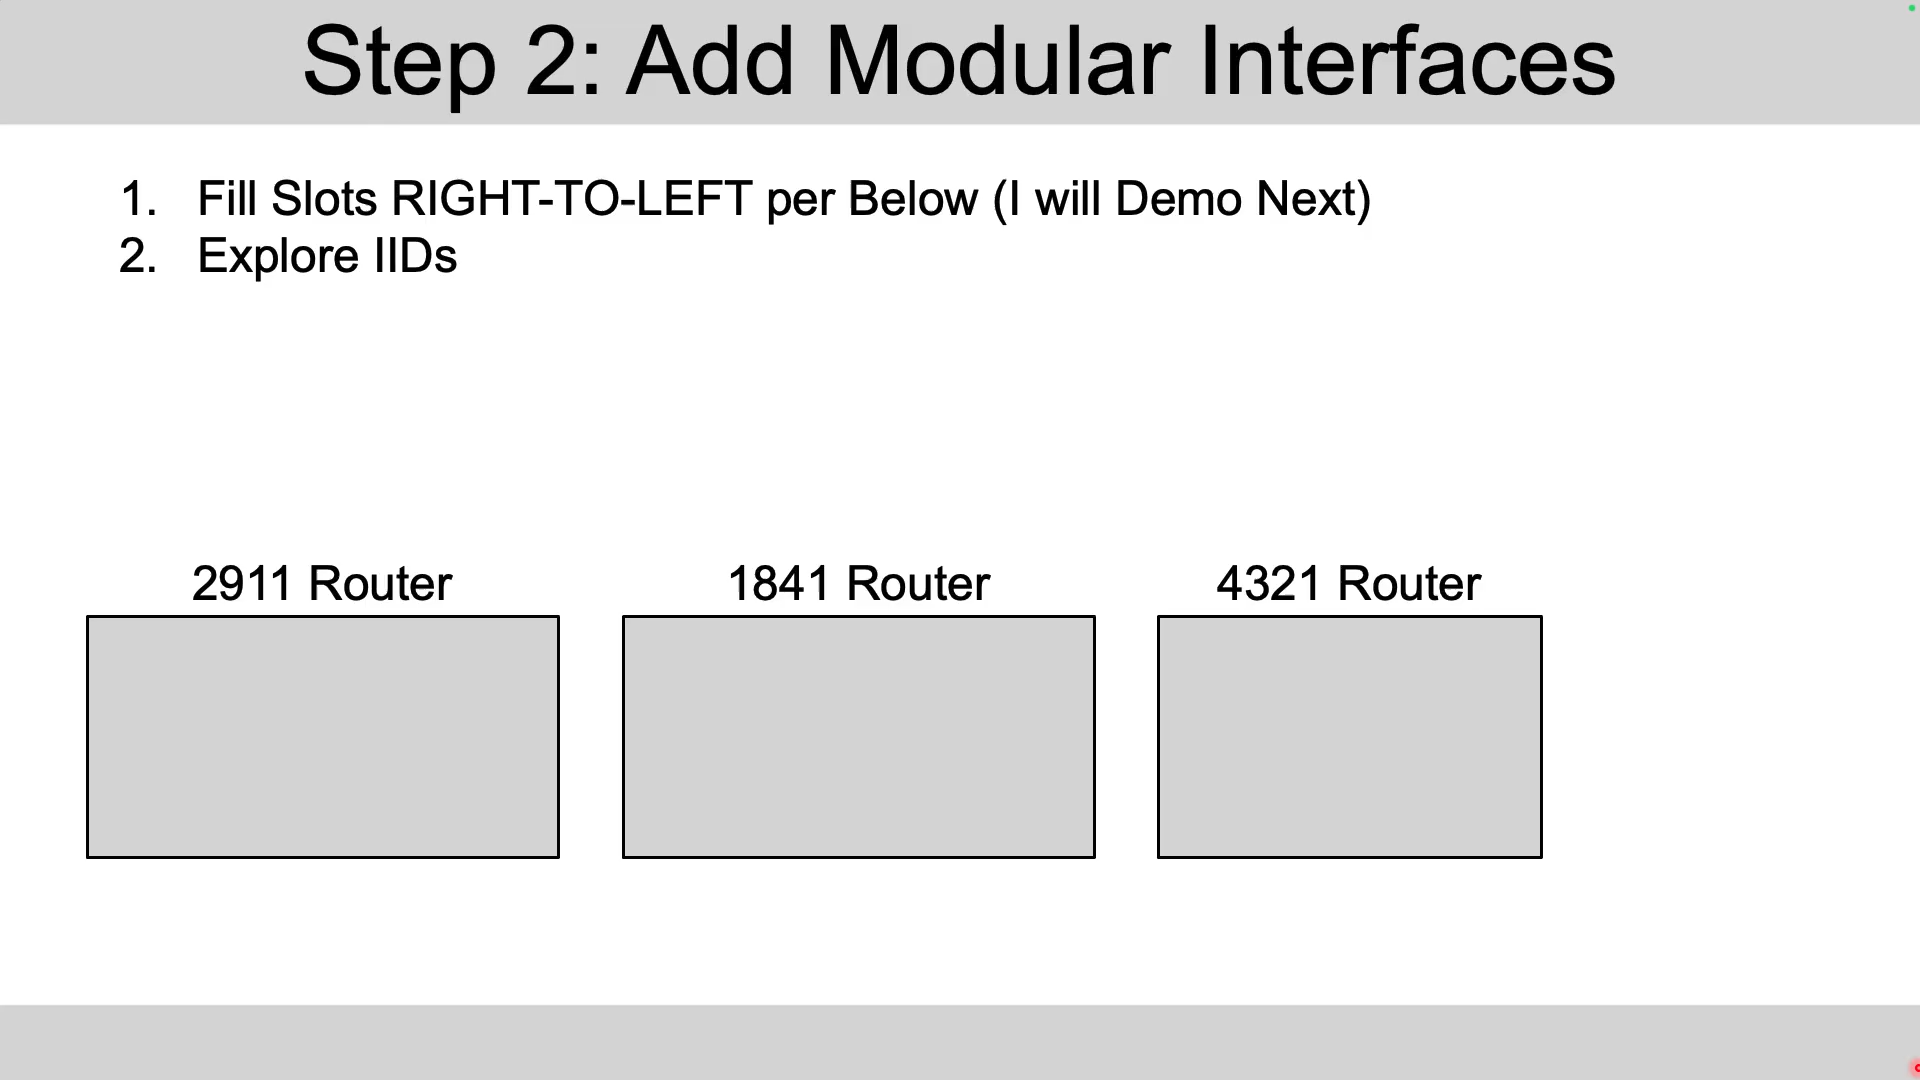 Step 2: Add Modular Interfaces
1. Fill Slots RIGHT-TO-LEFT per Below (I will Demo Next)
2. Explore IIDs
2911 Router
1841 Router
4321 Router